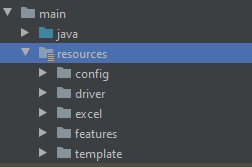 main
java
resources
config
driver
excel
features
template